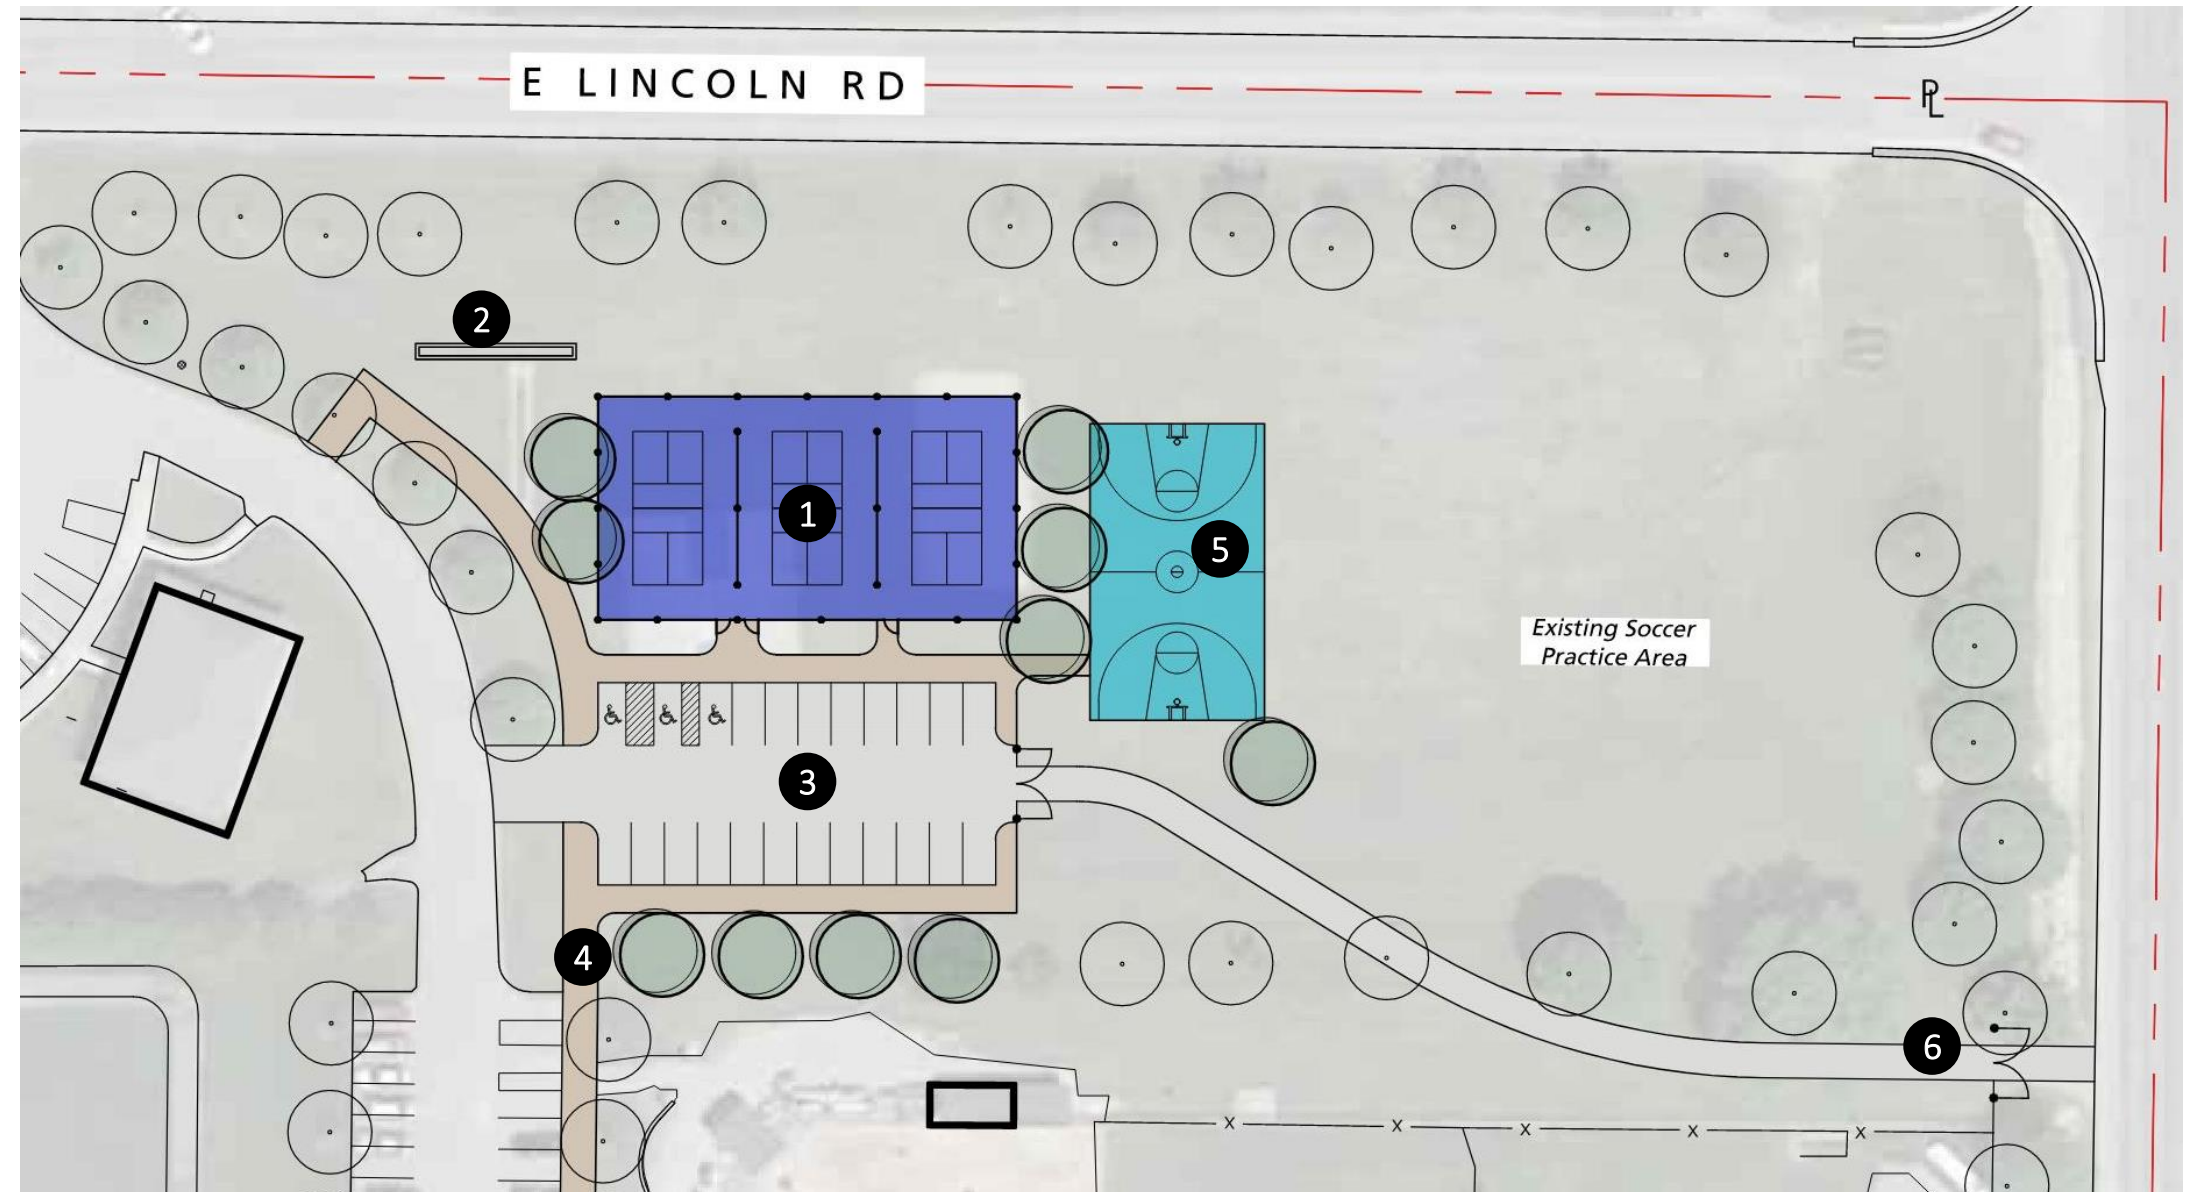 E LINCOLN RD
PL
2
1
5
Existing Soccer
Practice Area
3
4
6
X X X X X